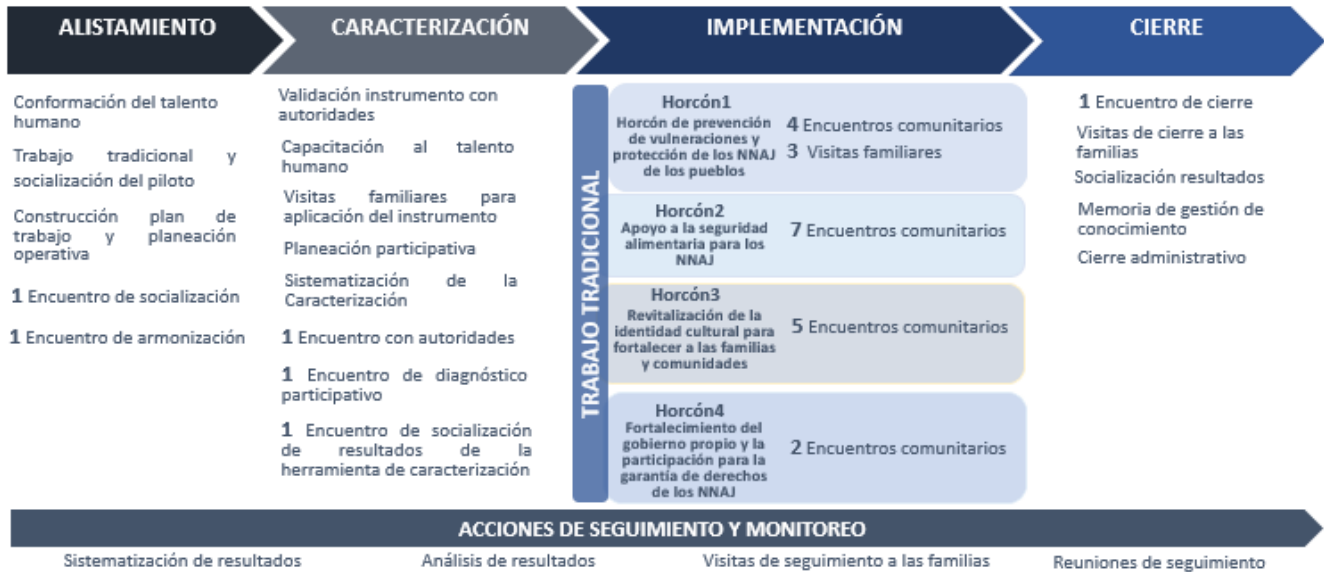 ALISTAMIENTO
Conformación del talento
humano
Trabajo tradicional y
socialización del piloto
Construcción plan de
trabajo y planeación
operativa
1 Encuentro de socialización
1 Encuentro de armonización
CARACTERIZACIÓN
Validación instrumento con
autoridades
Capacitación al talento
humano
Visitas familiares para
aplicación del instrumento
Planeación participativa
Sistematización de la
Caracterización
1 Encuentro con autoridades
1 Encuentro de diagnóstico
participativo
1 Encuentro de socialización
de resultados de la
herramienta de caracterización
IMPLEMENTACIÓN
TRABAJO TRADICIONAL
Horcón1
Horcón de prevención
de vulneraciones y
protección de los NNAJ
de los pueblos
4 Encuentros comunitarios
3 Visitas familiares
Horcón2
Apoyo a la seguridad
alimentaria para los
NNAJ
7 Encuentros comunitarios
Horcón3
Revitalización de la
identidad cultural para
fortalecer a las familias
y comunidades
5 Encuentros comunitarios
Horcón4
Fortalecimiento del
gobierno propio y la
participación para la
garantía de derechos
de los NNAJ
2 Encuentros comunitarios
CIERRE
1 Encuentro de cierre
Visitas de cierre a las
familias
Socialización resultados
Memoria de gestión de
conocimiento
Cierre administrativo
ACCIONES DE SEGUIMIENTO Y MONITOREO
Sistematización de resultados
Análisis de resultados
Visitas de seguimiento a las familias
Reuniones de seguimiento